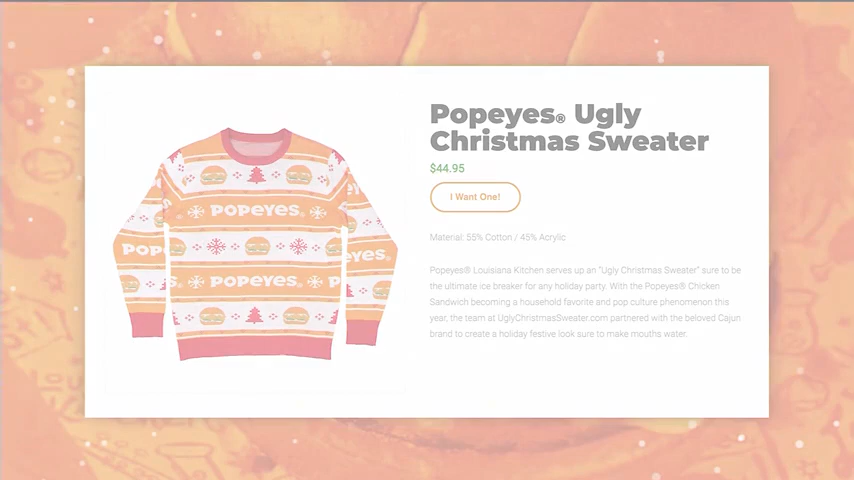 Popeyes® Ugly
Christmas Sweater
$44.95
I Want One!
Material: 55% Cotton / 45% Acrylic
Popeyes® Louisiana Kitchen serves up an "Ugly Christmas Sweater" sure to be
the ultimate ice breaker for any holiday party. With the Popeyes® Chicken
Sandwich becoming a household favorite and pop culture phenomenon this
year, the team at UglyChristmasSweater.com partnered with the beloved Cajun
brand to create a holiday festive look sure to make mouths water.
POPEYES
POPEYES
POPEYES